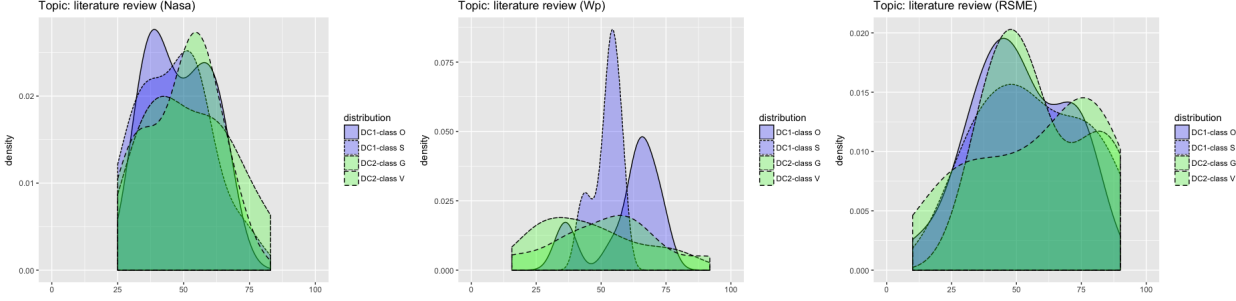 Topic: literature review (Nasa)
density
0.02
0.01
0.00
0
25
50
75
100
distribution
DC1-class O
DC1-class S
DC2-class G
DC2-class V
Topic: literature review (Wp)
density
0.075
0.050
0.025
0.000
0
25
50
75
100
distribution
DC1-class O
DC1-class S
DC2-class G
DC2-class V
Topic: literature review (RSME)
density
0.020
0.015
0.010
0.005
0.000
0
25
50
75
100
distribution
DC1-class O
DC1-class S
DC2-class G
DC2-class V